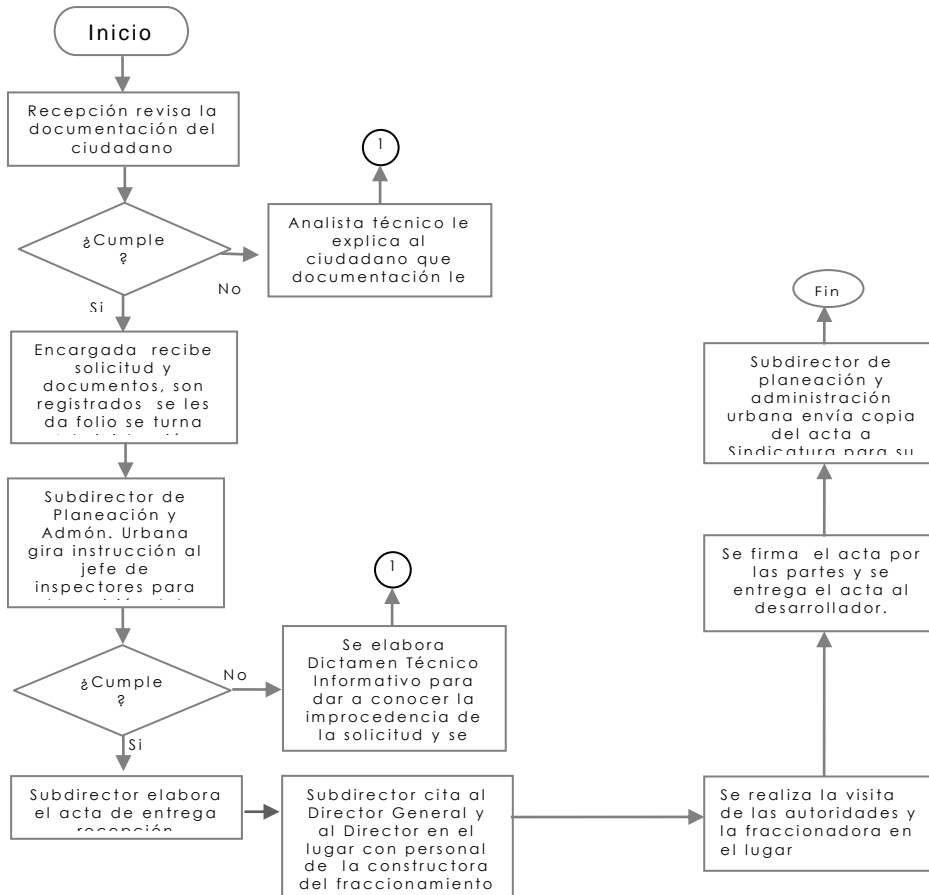 Inicio
Recepción revisa la
documentación del
ciudadano
1
¿Cumple
?
No
Analista técnico le
explica al
ciudadano que
documentación le
Si
Encargada recibe
solicitud y
documentos, son
registrados se les
da folio se turna
Subdirector de
Planeación y
Admón. Urbana
gira instrucción al
jefe de
inspectores para
1
¿Cumple
?
No
Se elabora
Dictamen Técnico
Informativo para
dar a conocer la
improcedencia de
la solicitud y se
Si
Subdirector elabora
el acta de entrega
recepción
Subdirector cita al
Director General y
al Director en el
lugar con personal
de la constructora
del fraccionamiento
Se realiza la visita
de las autoridades y
la fraccionadora en
el lugar
Se firma el acta por
las partes y se
entrega el acta al
desarrollador.
Subdirector de
planeación y
administración
urbana envía copia
del acta a
Sindicatura para su
Fin